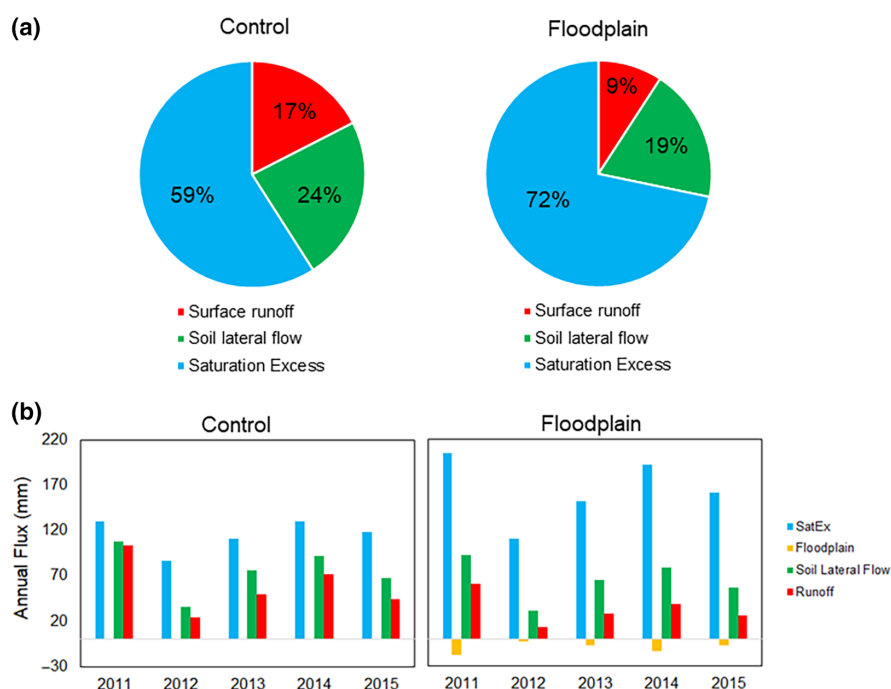 (a)
Control
Floodplain
17%
24%
59%
9%
19%
72%
Surface runoff
Soil lateral flow
Saturation Excess
Surface runoff
Soil lateral flow
Saturation Excess
(b)
Control
Floodplain
Annual Flux (mm)
220
170
120
70
20
−30
2011 2012 2013 2014 2015
2011 2012 2013 2014 2015
SatEx
Floodplain
Soil Lateral Flow
Runoff